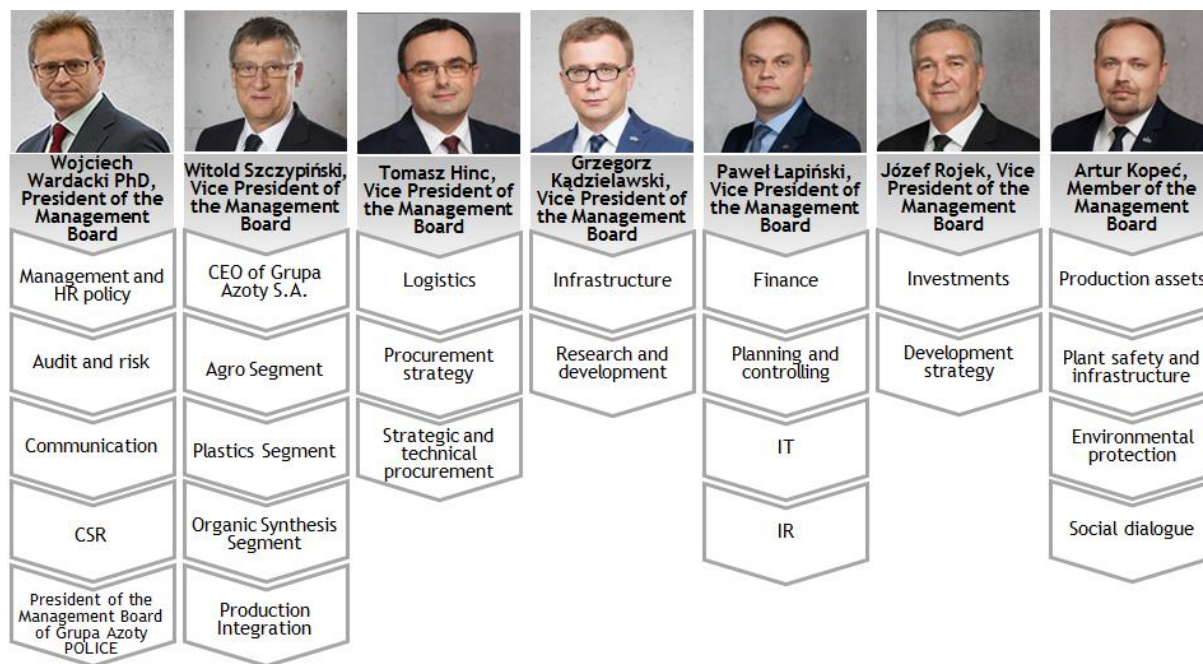 Wojciech
Wardacki PhD,
President of the
Management
Board
Management and
HR policy
Audit and risk
Communication
CSR
President of the
Management Board
of Grupa Azoty
POLICE
Witold Szczypiński,
Vice President of
the Management
Board
CEO of Grupa
Azoty S.A.
Agro Segment
Plastics Segment
Organic Synthesis
Segment
Production
Integration
Tomasz Hinc,
Vice President of
the Management
Board
Logistics
Procurement
strategy
Strategic and
technical
procurement
Grzegorz
Kądzielawski,
Vice President of
the Management
Board
Infrastructure
Research and
development
Paweł Łapiński,
Vice President of
the Management
Board
Finance
Planning and
controlling
IT
IR
Józef Rojek, Vice
President of the
Management
Board
Investments
Development
strategy
Artur Kopeć,
Member of the
Management
Board
Production assets
Plant safety and
infrastructure
Environmental
protection
Social dialogue